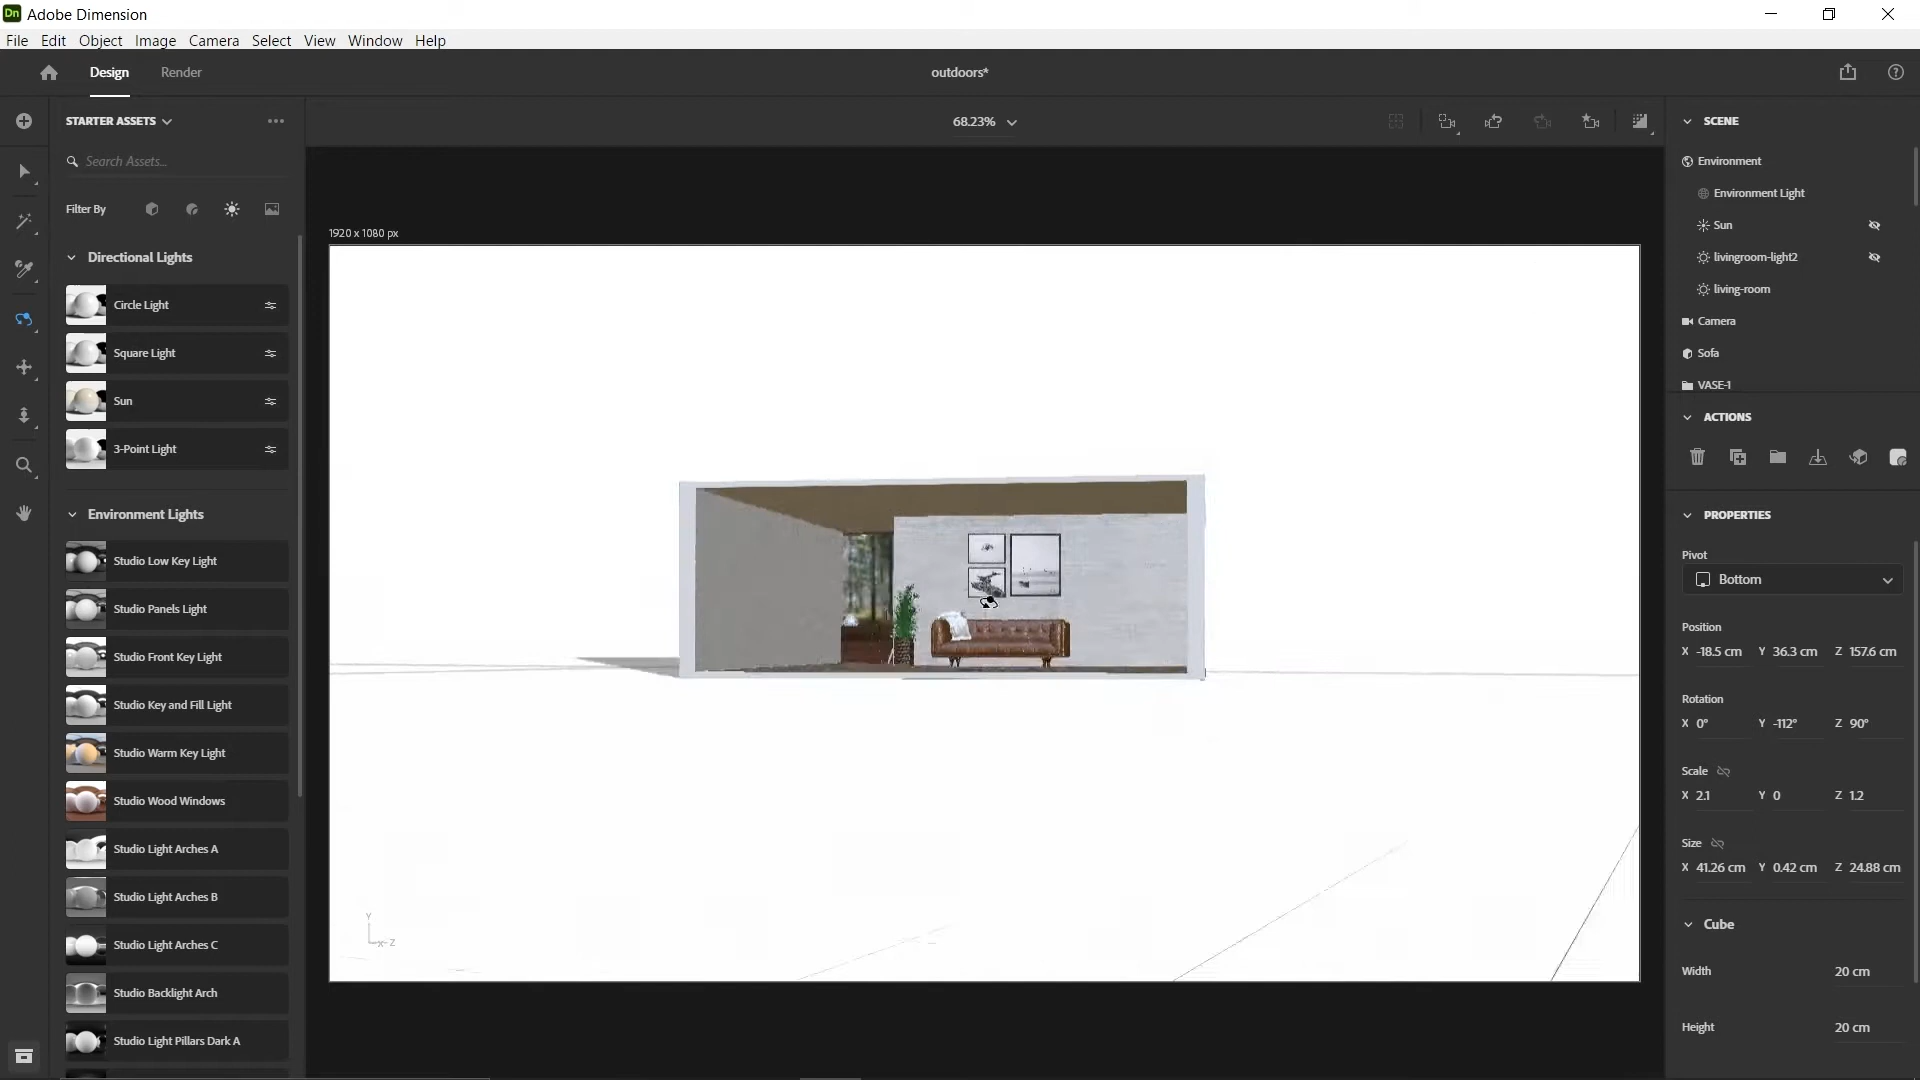 Dn Adobe Dimension
File Edit Object Image Camera Select View Window Help
Design Render outdoors*
STARTER ASSETS
68.23%
Search Assets...
Filter By
Directional Lights
Circle Light
Square Light
Sun
3-Point Light
Environment Lights
Studio Low Key Light
Studio Panels Light
Studio Front Key Light
Studio Key and Fill Light
Studio Warm Key Light
Studio Wood Windows
Studio Light Arches A
Studio Light Arches B
Studio Light Arches C
Studio Backlight Arch
Studio Light Pillars Dark A
1920 x 1080 px
Y
X Z
SCENE
Environment
Environment Light
Sun
livingroom-light2
living-room
Camera
Sofa
VASE-1
ACTIONS
PROPERTIES
Pivot
Bottom
Position
X -18.5 cm Y 36.3 cm Z 157.6 cm
Rotation
X 0° Y -112° Z 90°
Scale
X 2.1 Y 0 Z 1.2
Size
X 41.26 cm Y 0.42 cm Z 24.88 cm
Cube
Width 20 cm
Height 20 cm